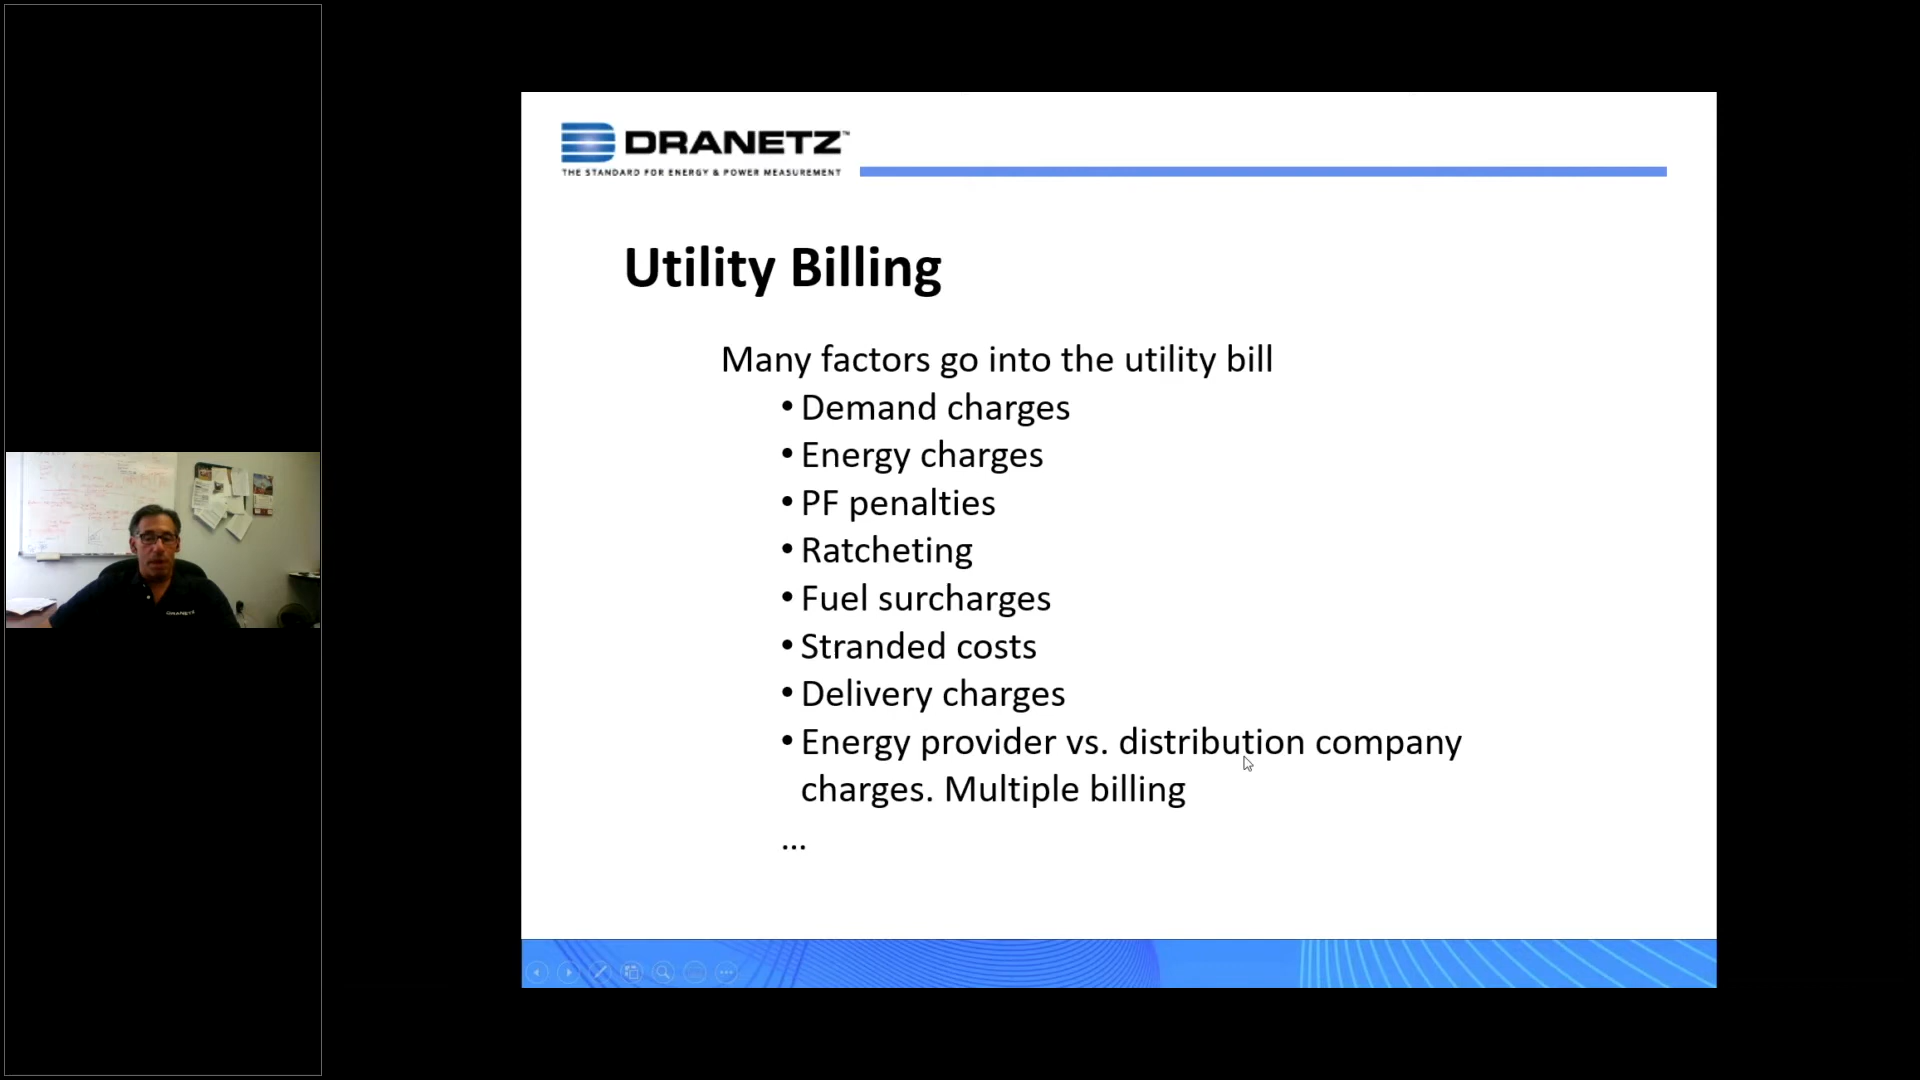 DRANETZ™
THE STANDARD FOR ENERGY & POWER MEASUREMENT
Utility Billing
Many factors go into the utility bill
• Demand charges
• Energy charges
• PF penalties
• Ratcheting
• Fuel surcharges
• Stranded costs
• Delivery charges
• Energy provider vs. distribution company
charges. Multiple billing
...
DRANETZ